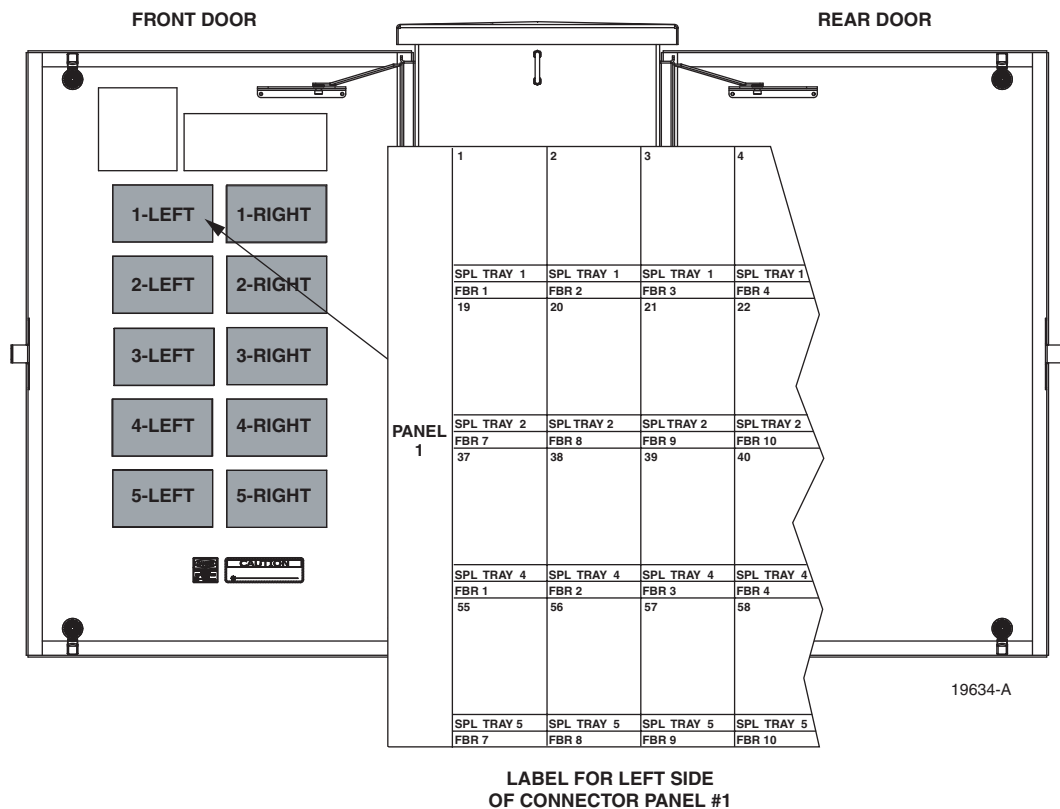 FRONT DOOR
REAR DOOR
1-LEFT 1-RIGHT
2-LEFT 2-RIGHT
3-LEFT 3-RIGHT
4-LEFT 4-RIGHT
5-LEFT 5-RIGHT
CAUTION
PANEL
1
1 2 3 4
SPL TRAY 1 SPL TRAY 1 SPL TRAY 1 SPL TRAY 1
FBR 1 FBR 2 FBR 3 FBR 4
19 20 21 22
SPL TRAY 2 SPL TRAY 2 SPL TRAY 2 SPL TRAY 2
FBR 7 FBR 8 FBR 9 FBR 10
37 38 39 40
SPL TRAY 4 SPL TRAY 4 SPL TRAY 4 SPL TRAY 4
FBR 1 FBR 2 FBR 3 FBR 4
55 56 57 58
SPL TRAY 5 SPL TRAY 5 SPL TRAY 5 SPL TRAY 5
FBR 7 FBR 8 FBR 9 FBR 10
19634-A
LABEL FOR LEFT SIDE
OF CONNECTOR PANEL #1